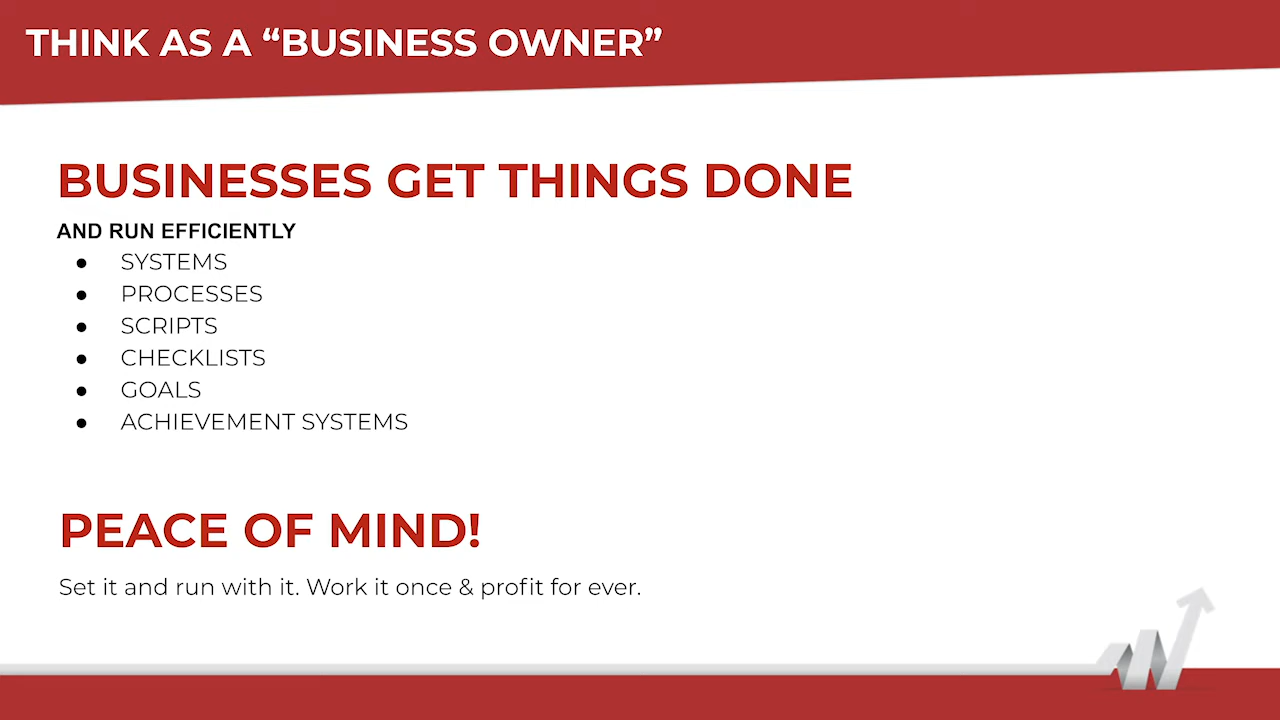 THINK AS A “BUSINESS OWNER”
BUSINESSES GET THINGS DONE
AND RUN EFFICIENTLY
● SYSTEMS
● PROCESSES
● SCRIPTS
● CHECKLISTS
● GOALS
● ACHIEVEMENT SYSTEMS
PEACE OF MIND!
Set it and run with it. Work it once & profit for ever.